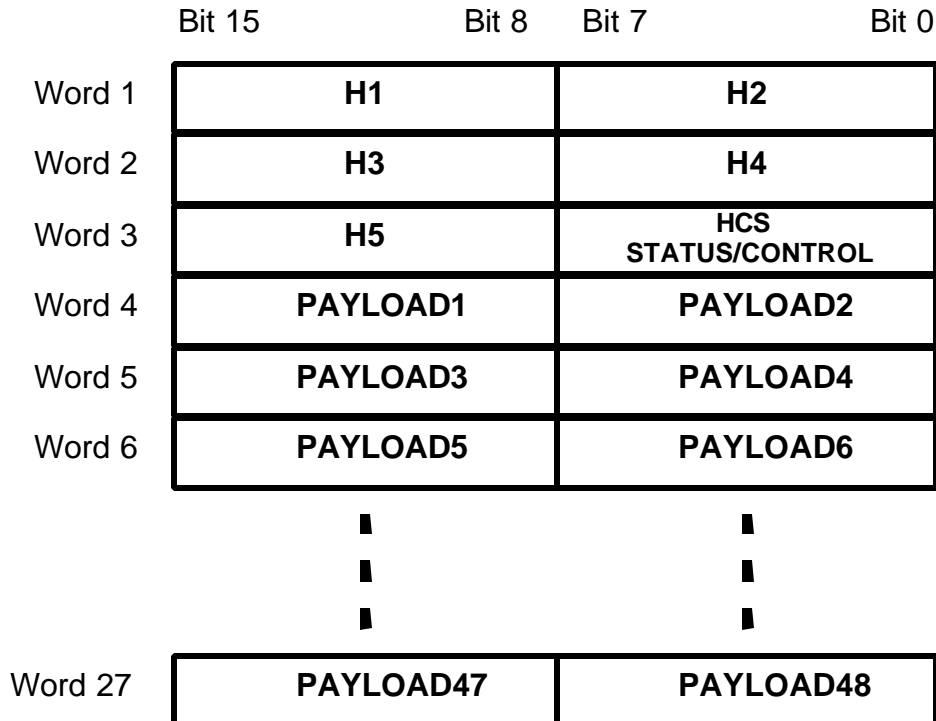 Bit 15 Bit 8 Bit 7 Bit 0
Word 1 H1 H2
Word 2 H3 H4
Word 3 H5 HCS
STATUS/CONTROL
Word 4 PAYLOAD1 PAYLOAD2
Word 5 PAYLOAD3 PAYLOAD4
Word 6 PAYLOAD5 PAYLOAD6
Word 27 PAYLOAD47 PAYLOAD48